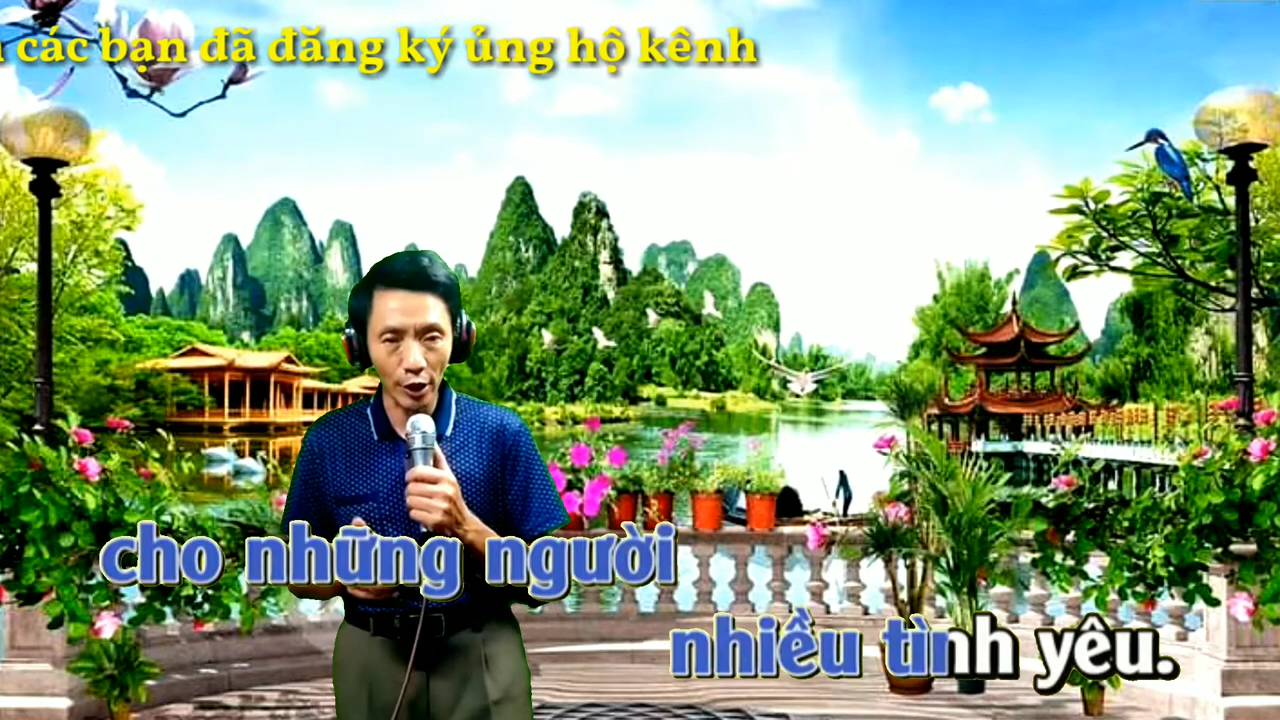 các bạn đã đăng ký ủng hộ kênh
cho những người
nhiều tình yêu.